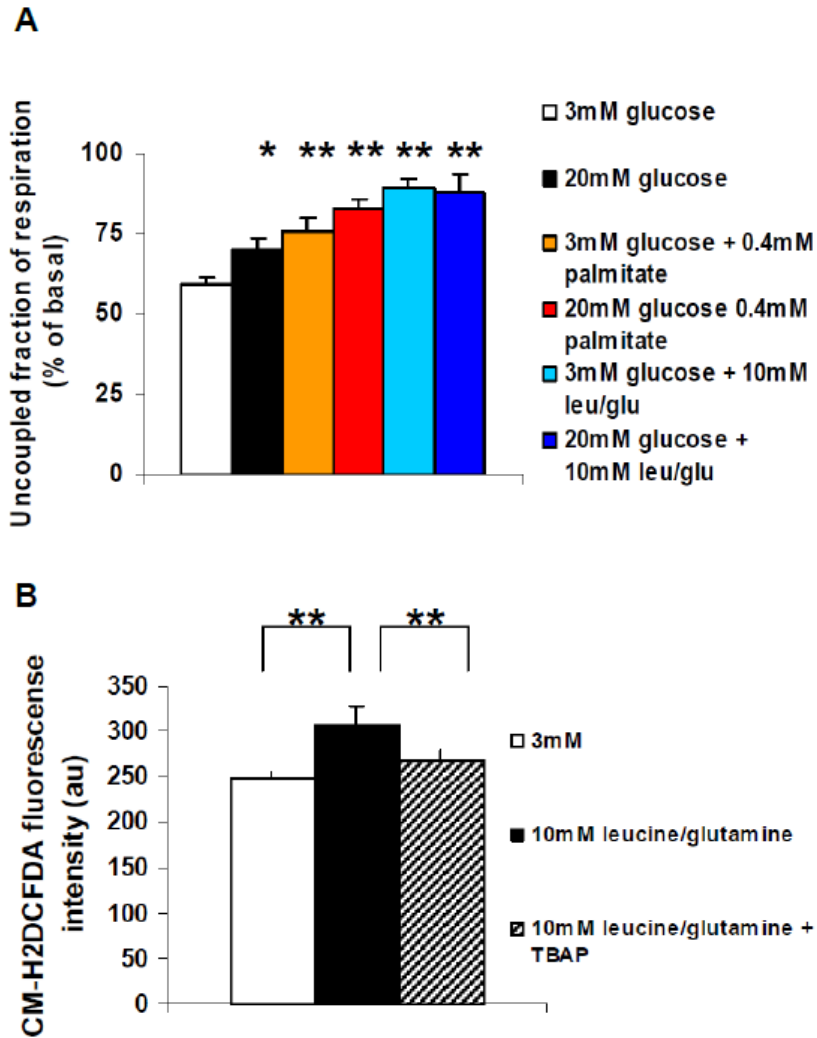 A
Uncoupled fraction of respiration
(% of basal)
100
75
50
25
0
*
**
**
**
**
3mM glucose
20mM glucose
3mM glucose + 0.4mM
palmitate
20mM glucose 0.4mM
palmitate
3mM glucose + 10mM
leu/glu
20mM glucose +
10mM leu/glu
B
CM-H2DCFDA fluorescense
intensity (au)
350
300
250
200
150
100
50
0
**
**
3mM
10mM leucine/glutamine
10mM leucine/glutamine +
TBAP